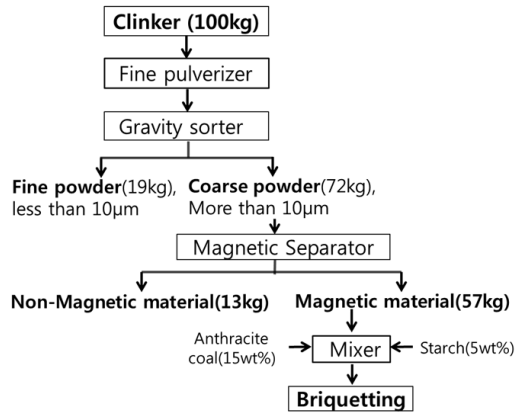 Clinker (100kg)
Fine pulverizer
Gravity sorter
Fine powder(19kg),
less than 10μm
Coarse powder(72kg),
More than 10μm
Magnetic Separator
Non-Magnetic material(13kg)
Magnetic material(57kg)
Anthracite
coal(15wt%)
Mixer
Starch(5wt%)
Briquetting